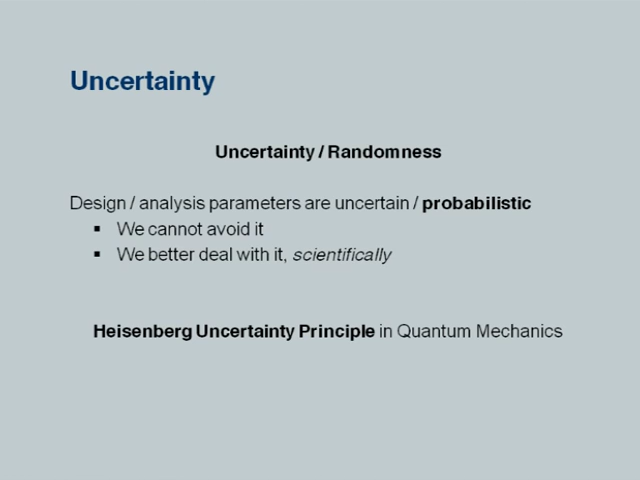 Uncertainty
Uncertainty / Randomness
Design / analysis parameters are uncertain / probabilistic
▪ We cannot avoid it
▪ We better deal with it, scientifically
Heisenberg Uncertainty Principle in Quantum Mechanics